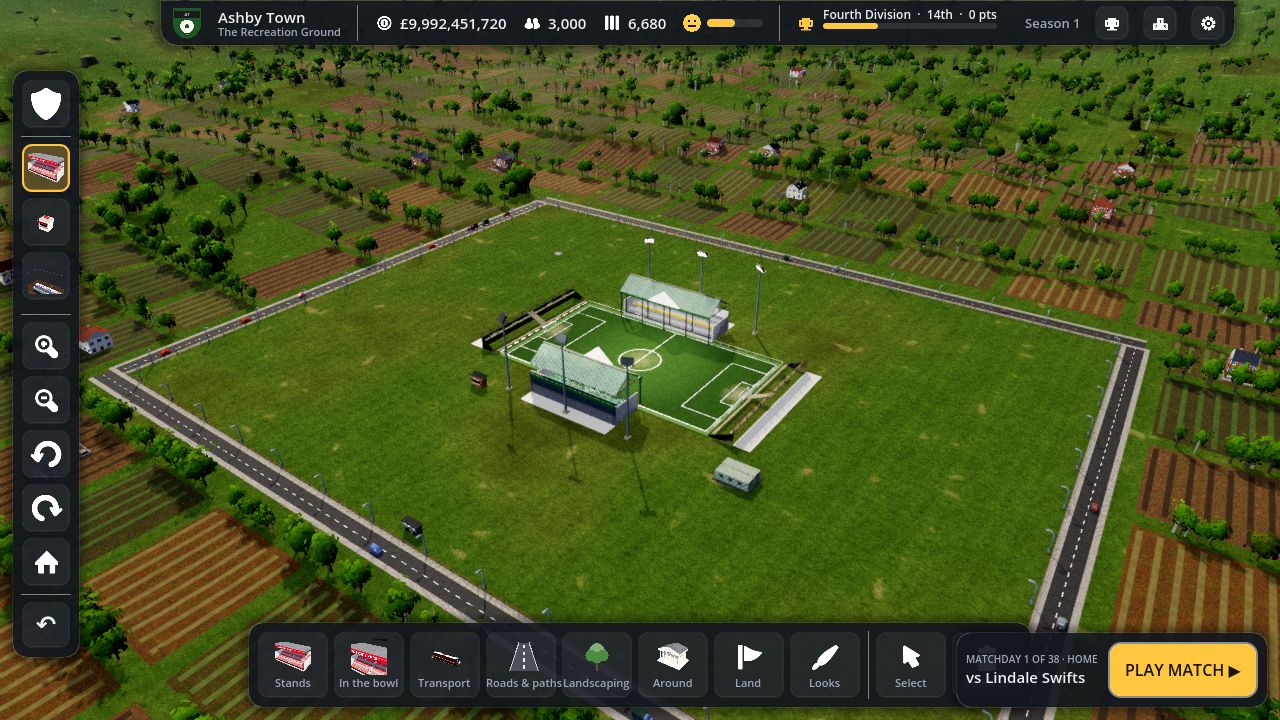 Ashby Town
The Recreation Ground
£9,992,451,720
3,000
6,680
Fourth Division · 14th · 0 pts
Season 1
Stands
In the bowl
Transport
Roads & paths
Landscaping
Around
Land
Looks
Select
MATCHDAY 1 OF 38 · HOME
vs Lindale Swifts
PLAY MATCH ▶